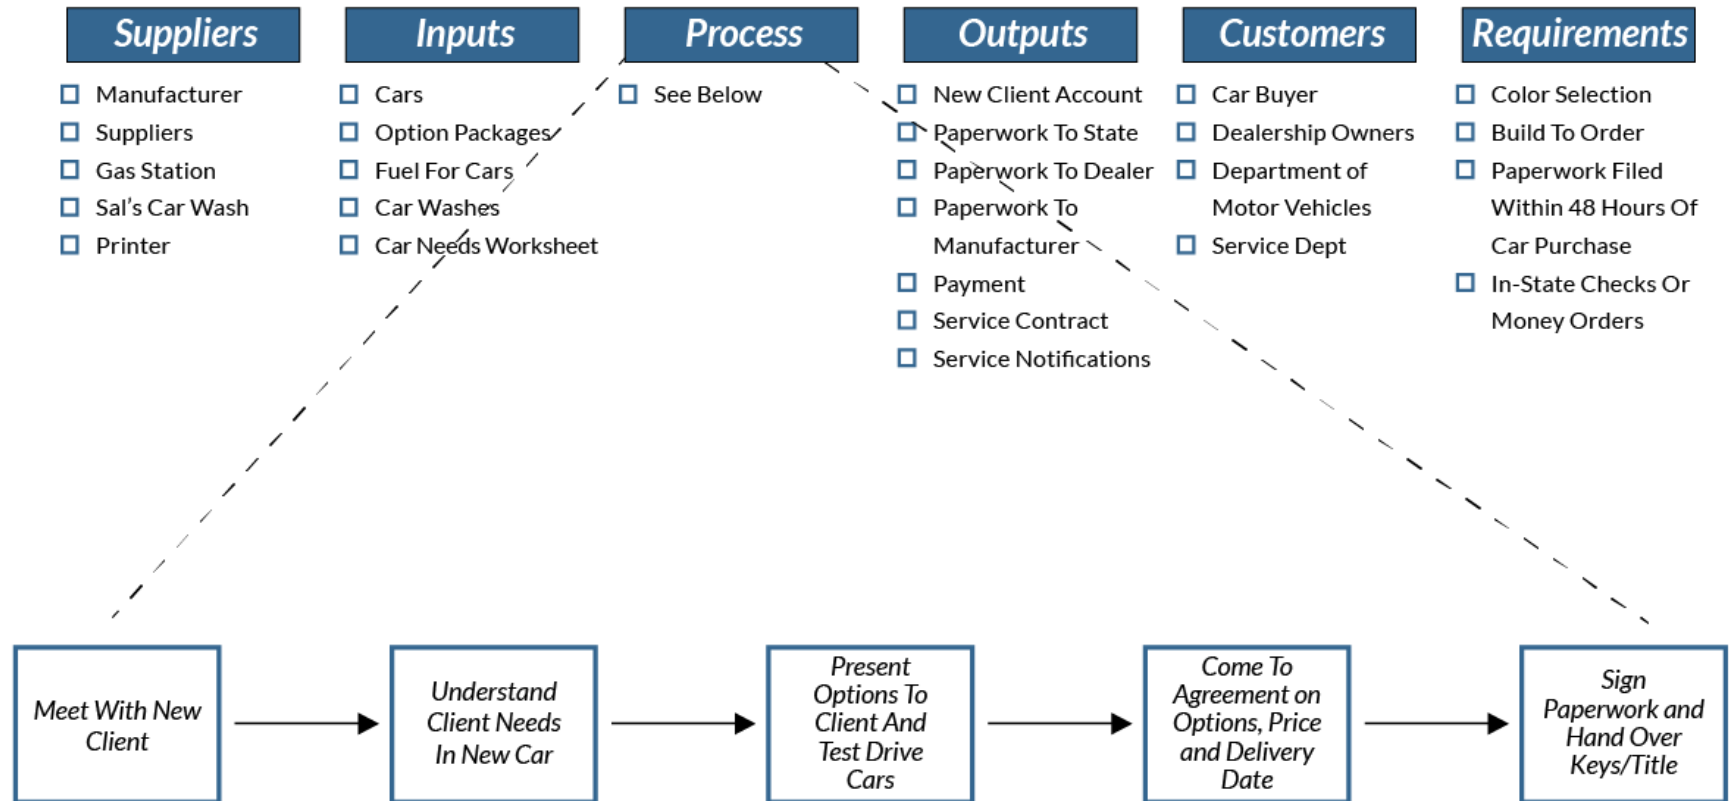 Suppliers
Manufacturer
Suppliers
Gas Station
Sal's Car Wash
Printer
Inputs
Cars
Option Packages
Fuel For Cars
Car Washes
Car Needs Worksheet
Process
See Below
Outputs
New Client Account
Paperwork To State
Paperwork To Dealer
Paperwork To
Manufacturer
Payment
Service Contract
Service Notifications
Customers
Car Buyer
Dealership Owners
Department of
Motor Vehicles
Service Dept
Requirements
Color Selection
Build To Order
Paperwork Filed
Within 48 Hours Of
Car Purchase
In-State Checks Or
Money Orders
Meet With New
Client
Understand
Client Needs
In New Car
Present
Options To
Client And
Test Drive
Cars
Come To
Agreement on
Options, Price
and Delivery
Date
Sign
Paperwork and
Hand Over
Keys/Title